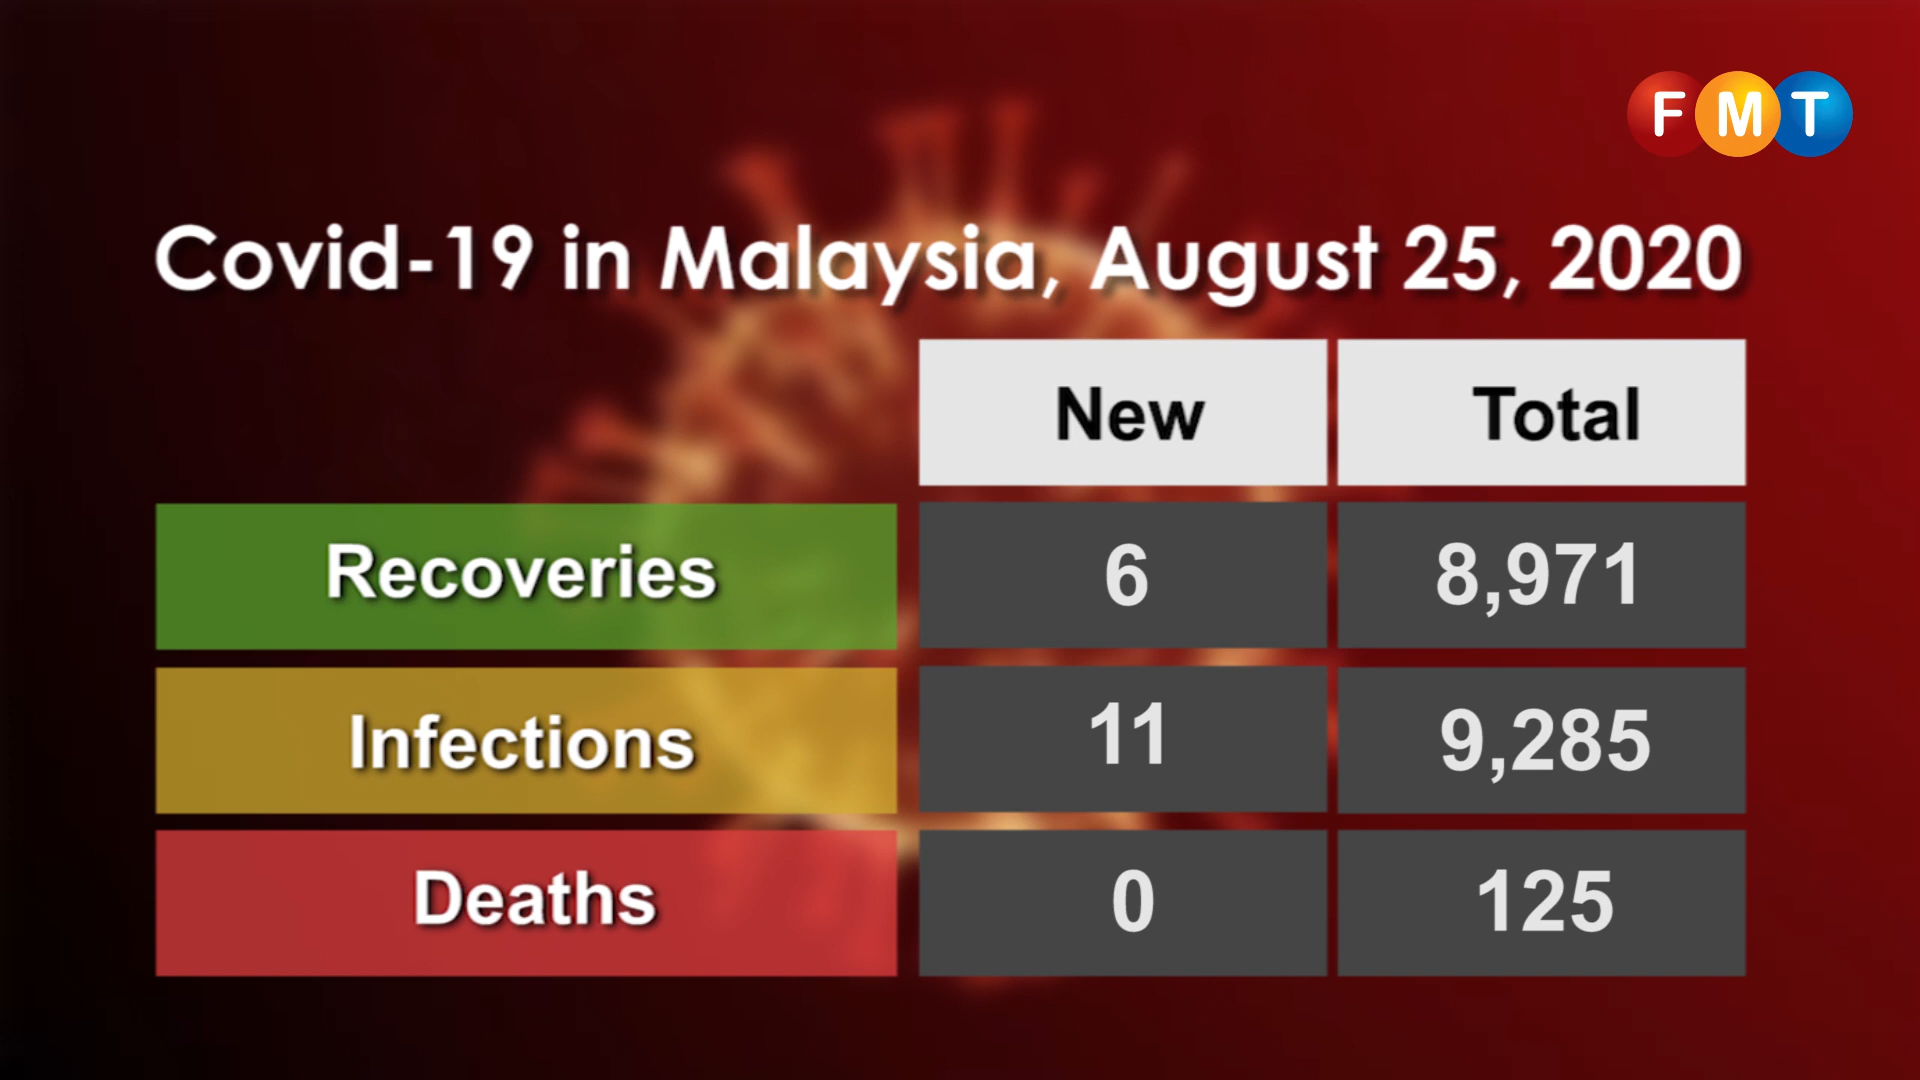 FMT
Covid-19 in Malaysia, August 25, 2020
New Total
Recoveries 6 8,971
Infections 11 9,285
Deaths 0 125